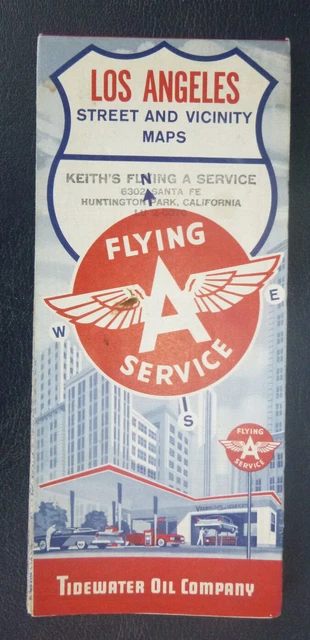 LOS ANGELES
STREET AND VICINITY
MAPS
KEITH'S FLYING A SERVICE
6302 SANTA FE
HUNTINGTON PARK, CALIFORNIA
N
FLYING
A
SERVICE
W
E
S
FLYING
A
SERVICE
TIDEWATER OIL COMPANY